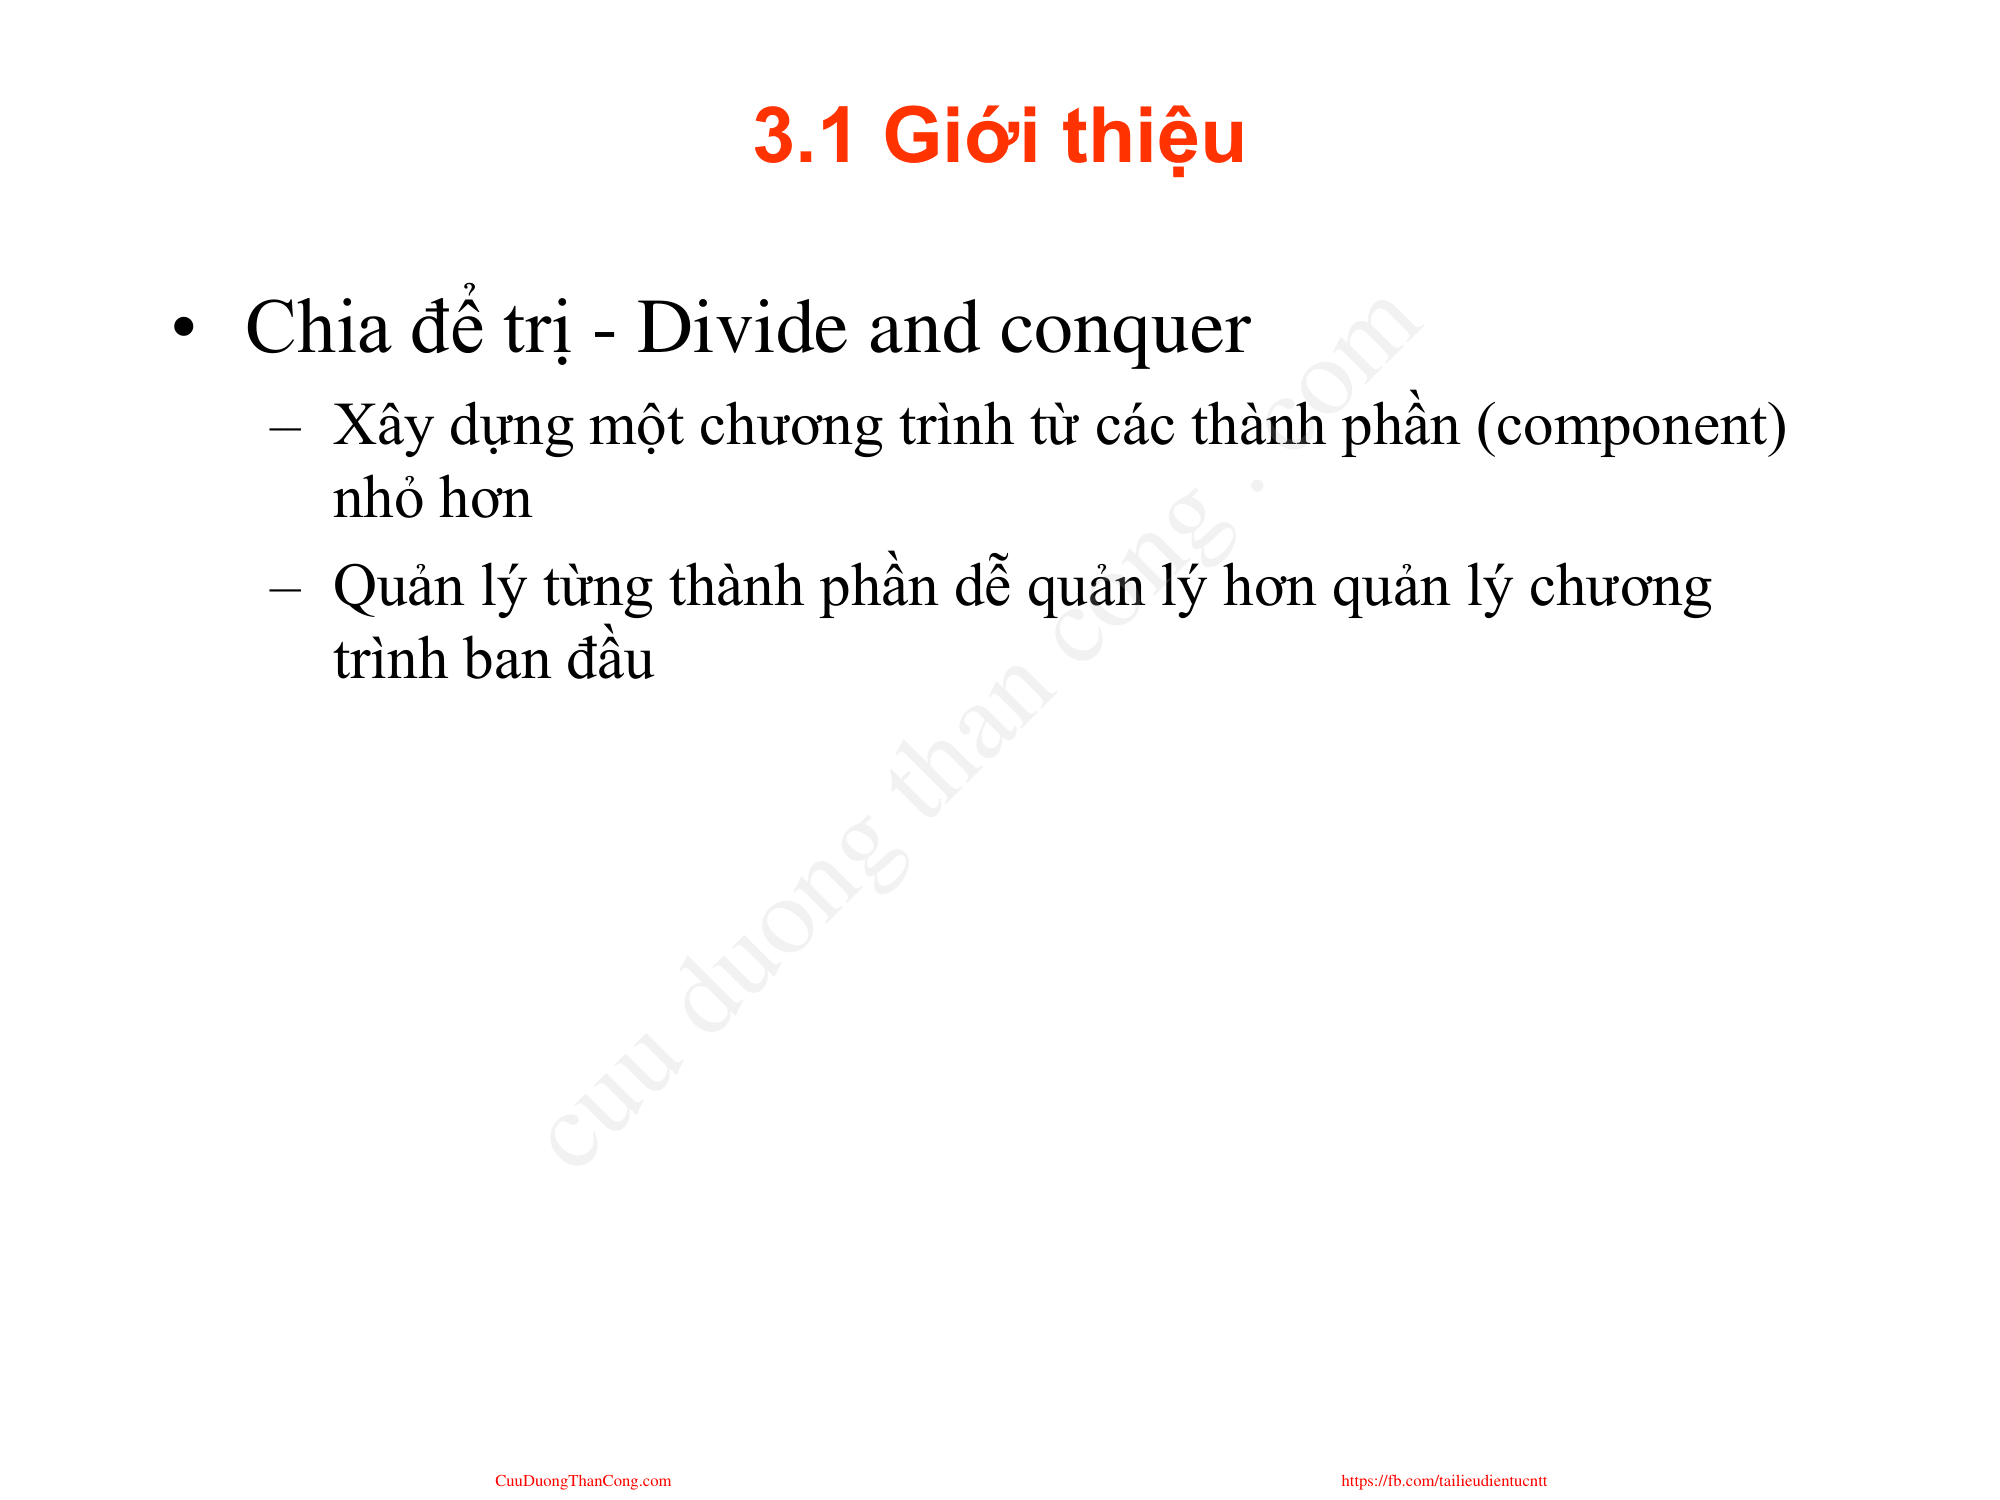 3.1 Giới thiệu
• Chia để trị - Divide and conquer
– Xây dựng một chương trình từ các thành phần (component)
nhỏ hơn
– Quản lý từng thành phần dễ quản lý hơn quản lý chương
trình ban đầu
cuu duong than cong . com
CuuDuongThanCong.com
https://fb.com/tailieudientucntt